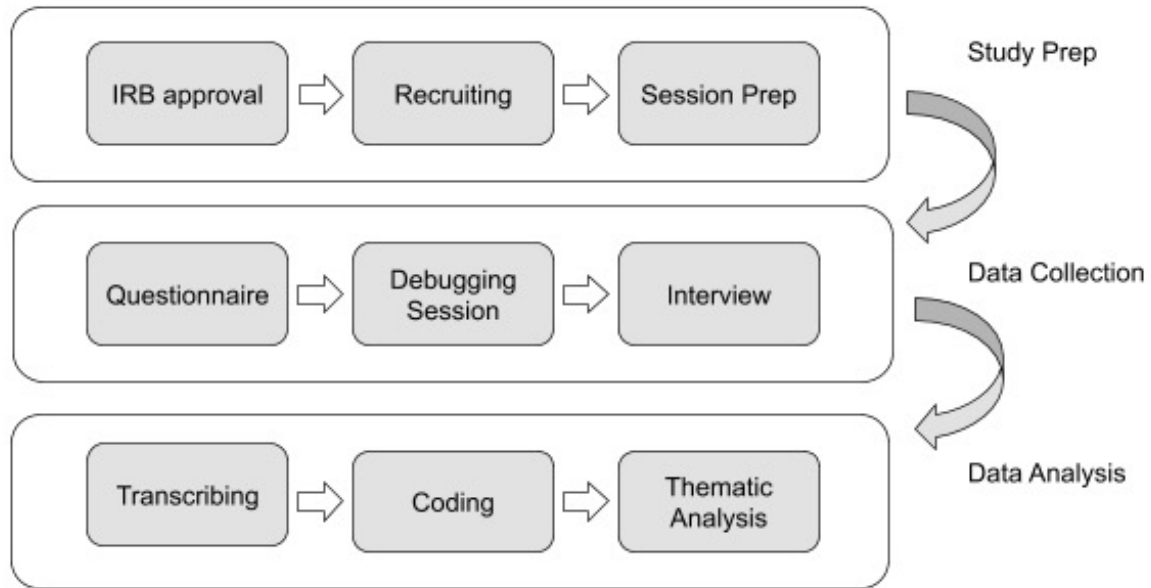 Study Prep
IRB approval
Recruiting
Session Prep
Data Collection
Questionnaire
Debugging
Session
Interview
Data Analysis
Transcribing
Coding
Thematic
Analysis